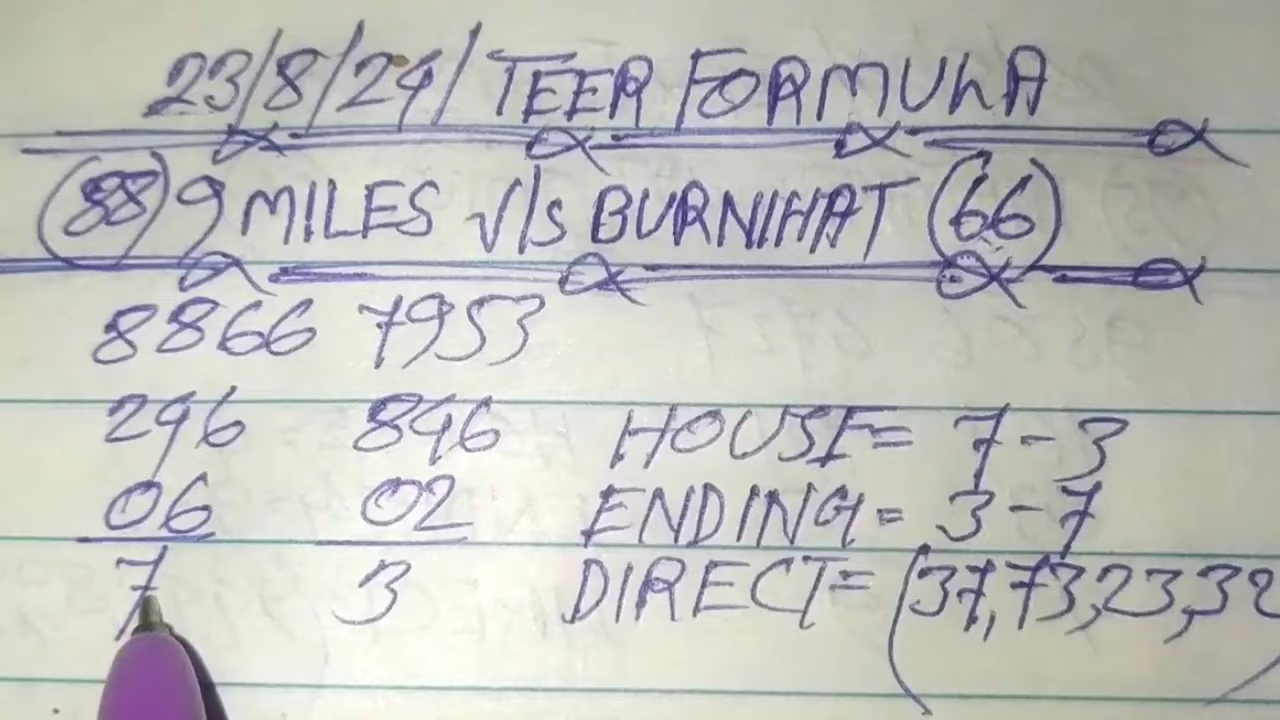 23/8/24/ TEER FORMULA
(88) 9 MILES V/S BURNIHAT (66)
8866 7953
296 846 HOUSE= 7-3
06 02 ENDING= 3-7
7 3 DIRECT= (37,73,23,32